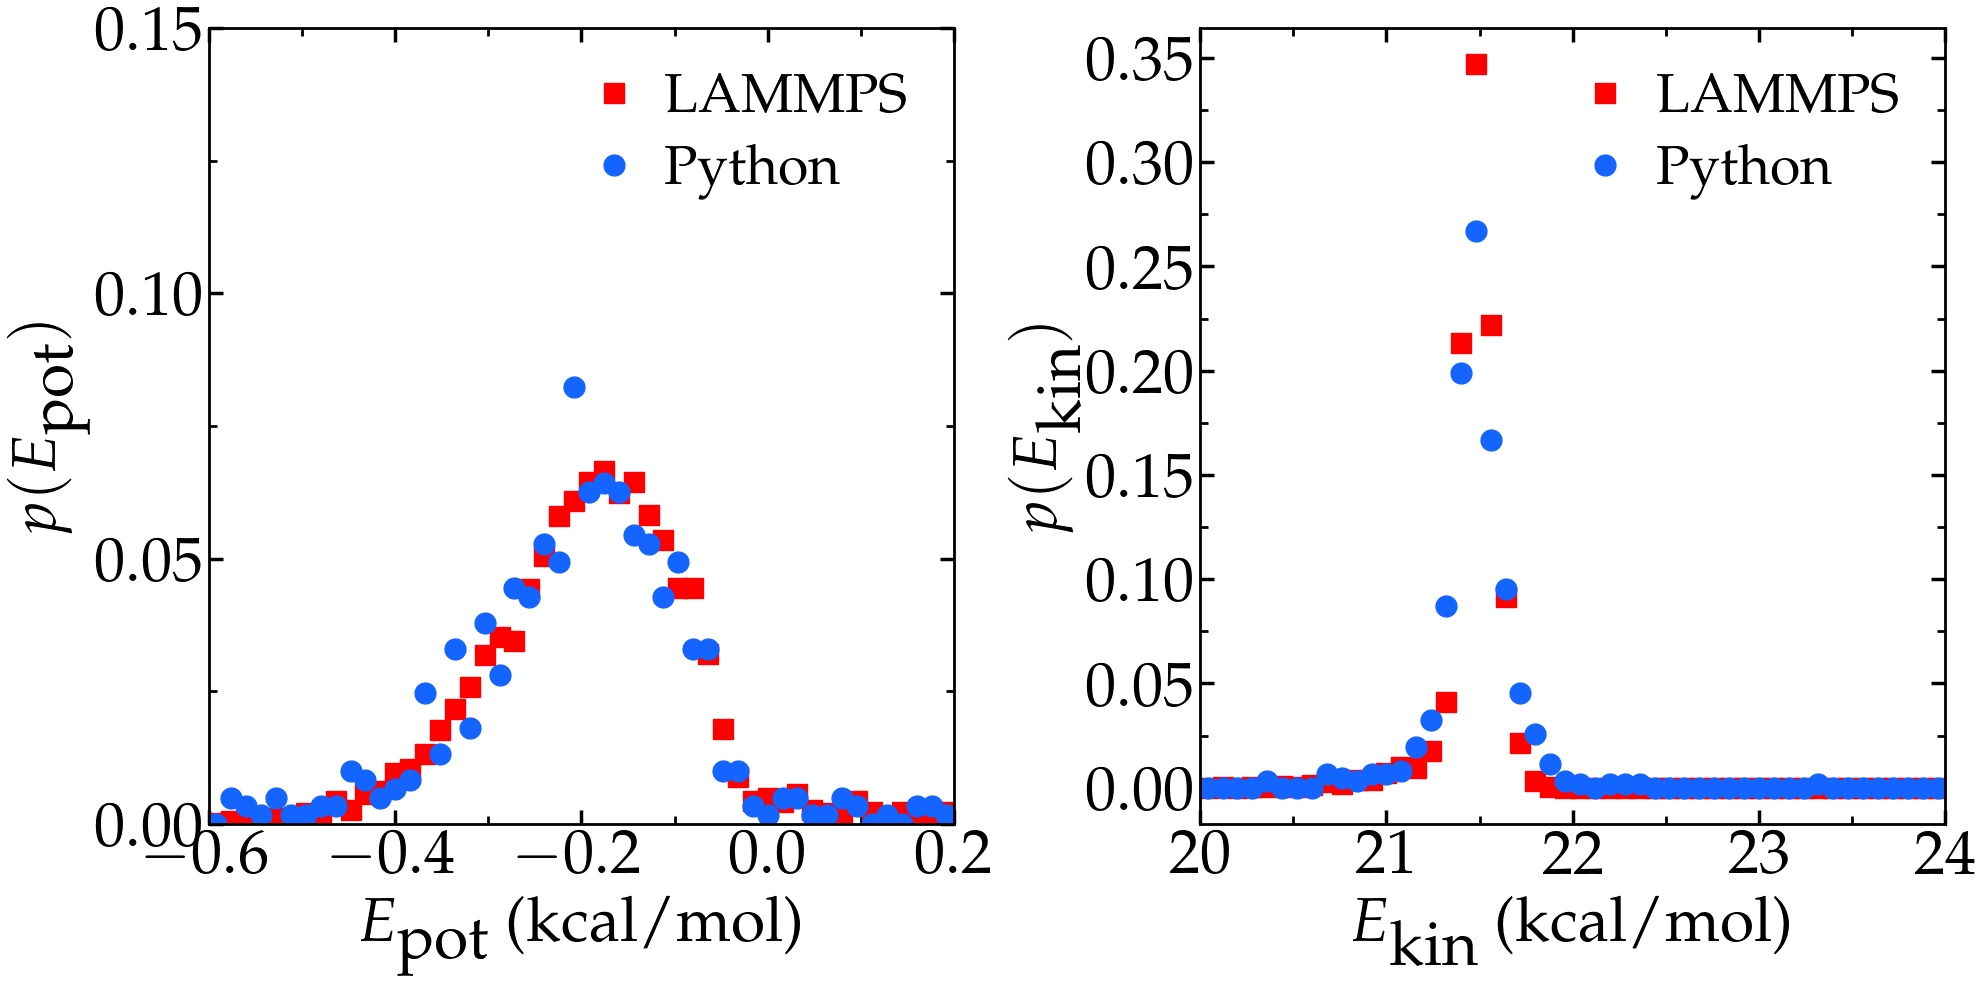 0.15
0.10
0.05
0.00
p(Epot)
LAMMPS
Python
−0.6 −0.4 −0.2 0.0 0.2
Epot (kcal/mol)
0.35
0.30
0.25
0.20
0.15
0.10
0.05
0.00
p(Ekin)
LAMMPS
Python
20 21 22 23 24
Ekin (kcal/mol)